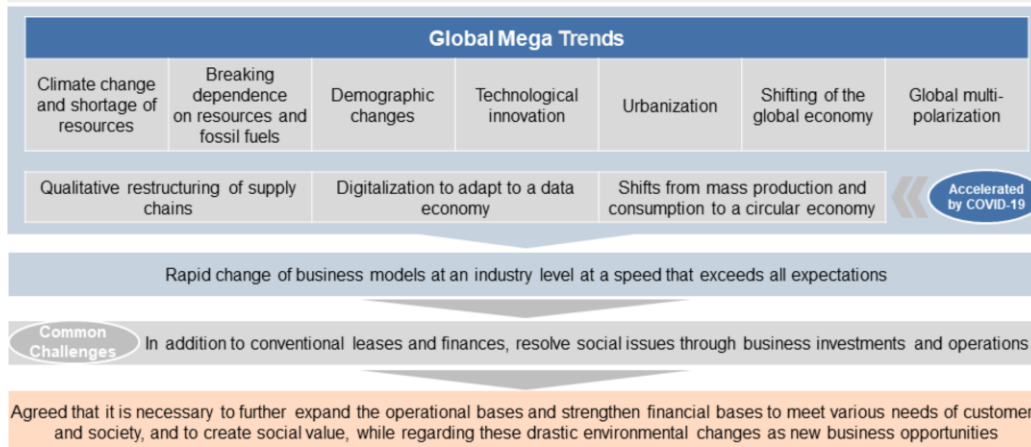 Global Mega Trends
Climate change
and shortage of
resources
Breaking
dependence
on resources and
fossil fuels
Demographic
changes
Technological
innovation
Urbanization
Shifting of the
global economy
Global multi-
polarization
Qualitative restructuring of supply
chains
Digitalization to adapt to a data
economy
Shifts from mass production and
consumption to a circular economy
Accelerated
by COVID-19
Rapid change of business models at an industry level at a speed that exceeds all expectations
Common
Challenges
In addition to conventional leases and finances, resolve social issues through business investments and operations
Agreed that it is necessary to further expand the operational bases and strengthen financial bases to meet various needs of customer
and society, and to create social value, while regarding these drastic environmental changes as new business opportunities